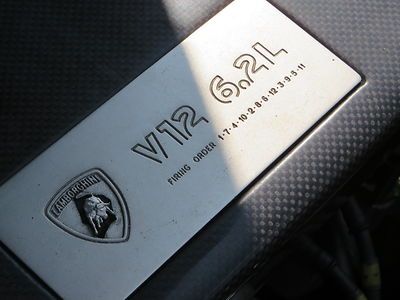 V12 6.2L
FIRING ORDER 1-7-4-10-2-8-6-12-3-9-5-11
LAMBORGHINI